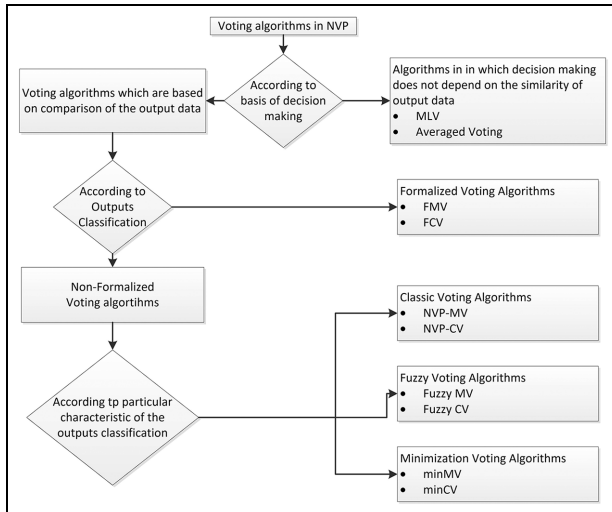 Voting algorithms in NVP
According to
basis of decision
making
Voting algorithms which are based
on comparison of the output data
Algorithms in in which decision making
does not depend on the similarity of
output data
• MLV
• Averaged Voting
According to
Outputs
Classification
Formalized Voting Algorithms
• FMV
• FCV
Non-Formalized
Voting algortihms
Classic Voting Algorithms
• NVP-MV
• NVP-CV
According tp particular
characteristic of the
outputs classification
Fuzzy Voting Algorithms
• Fuzzy MV
• Fuzzy CV
Minimization Voting Algorithms
• minMV
• minCV